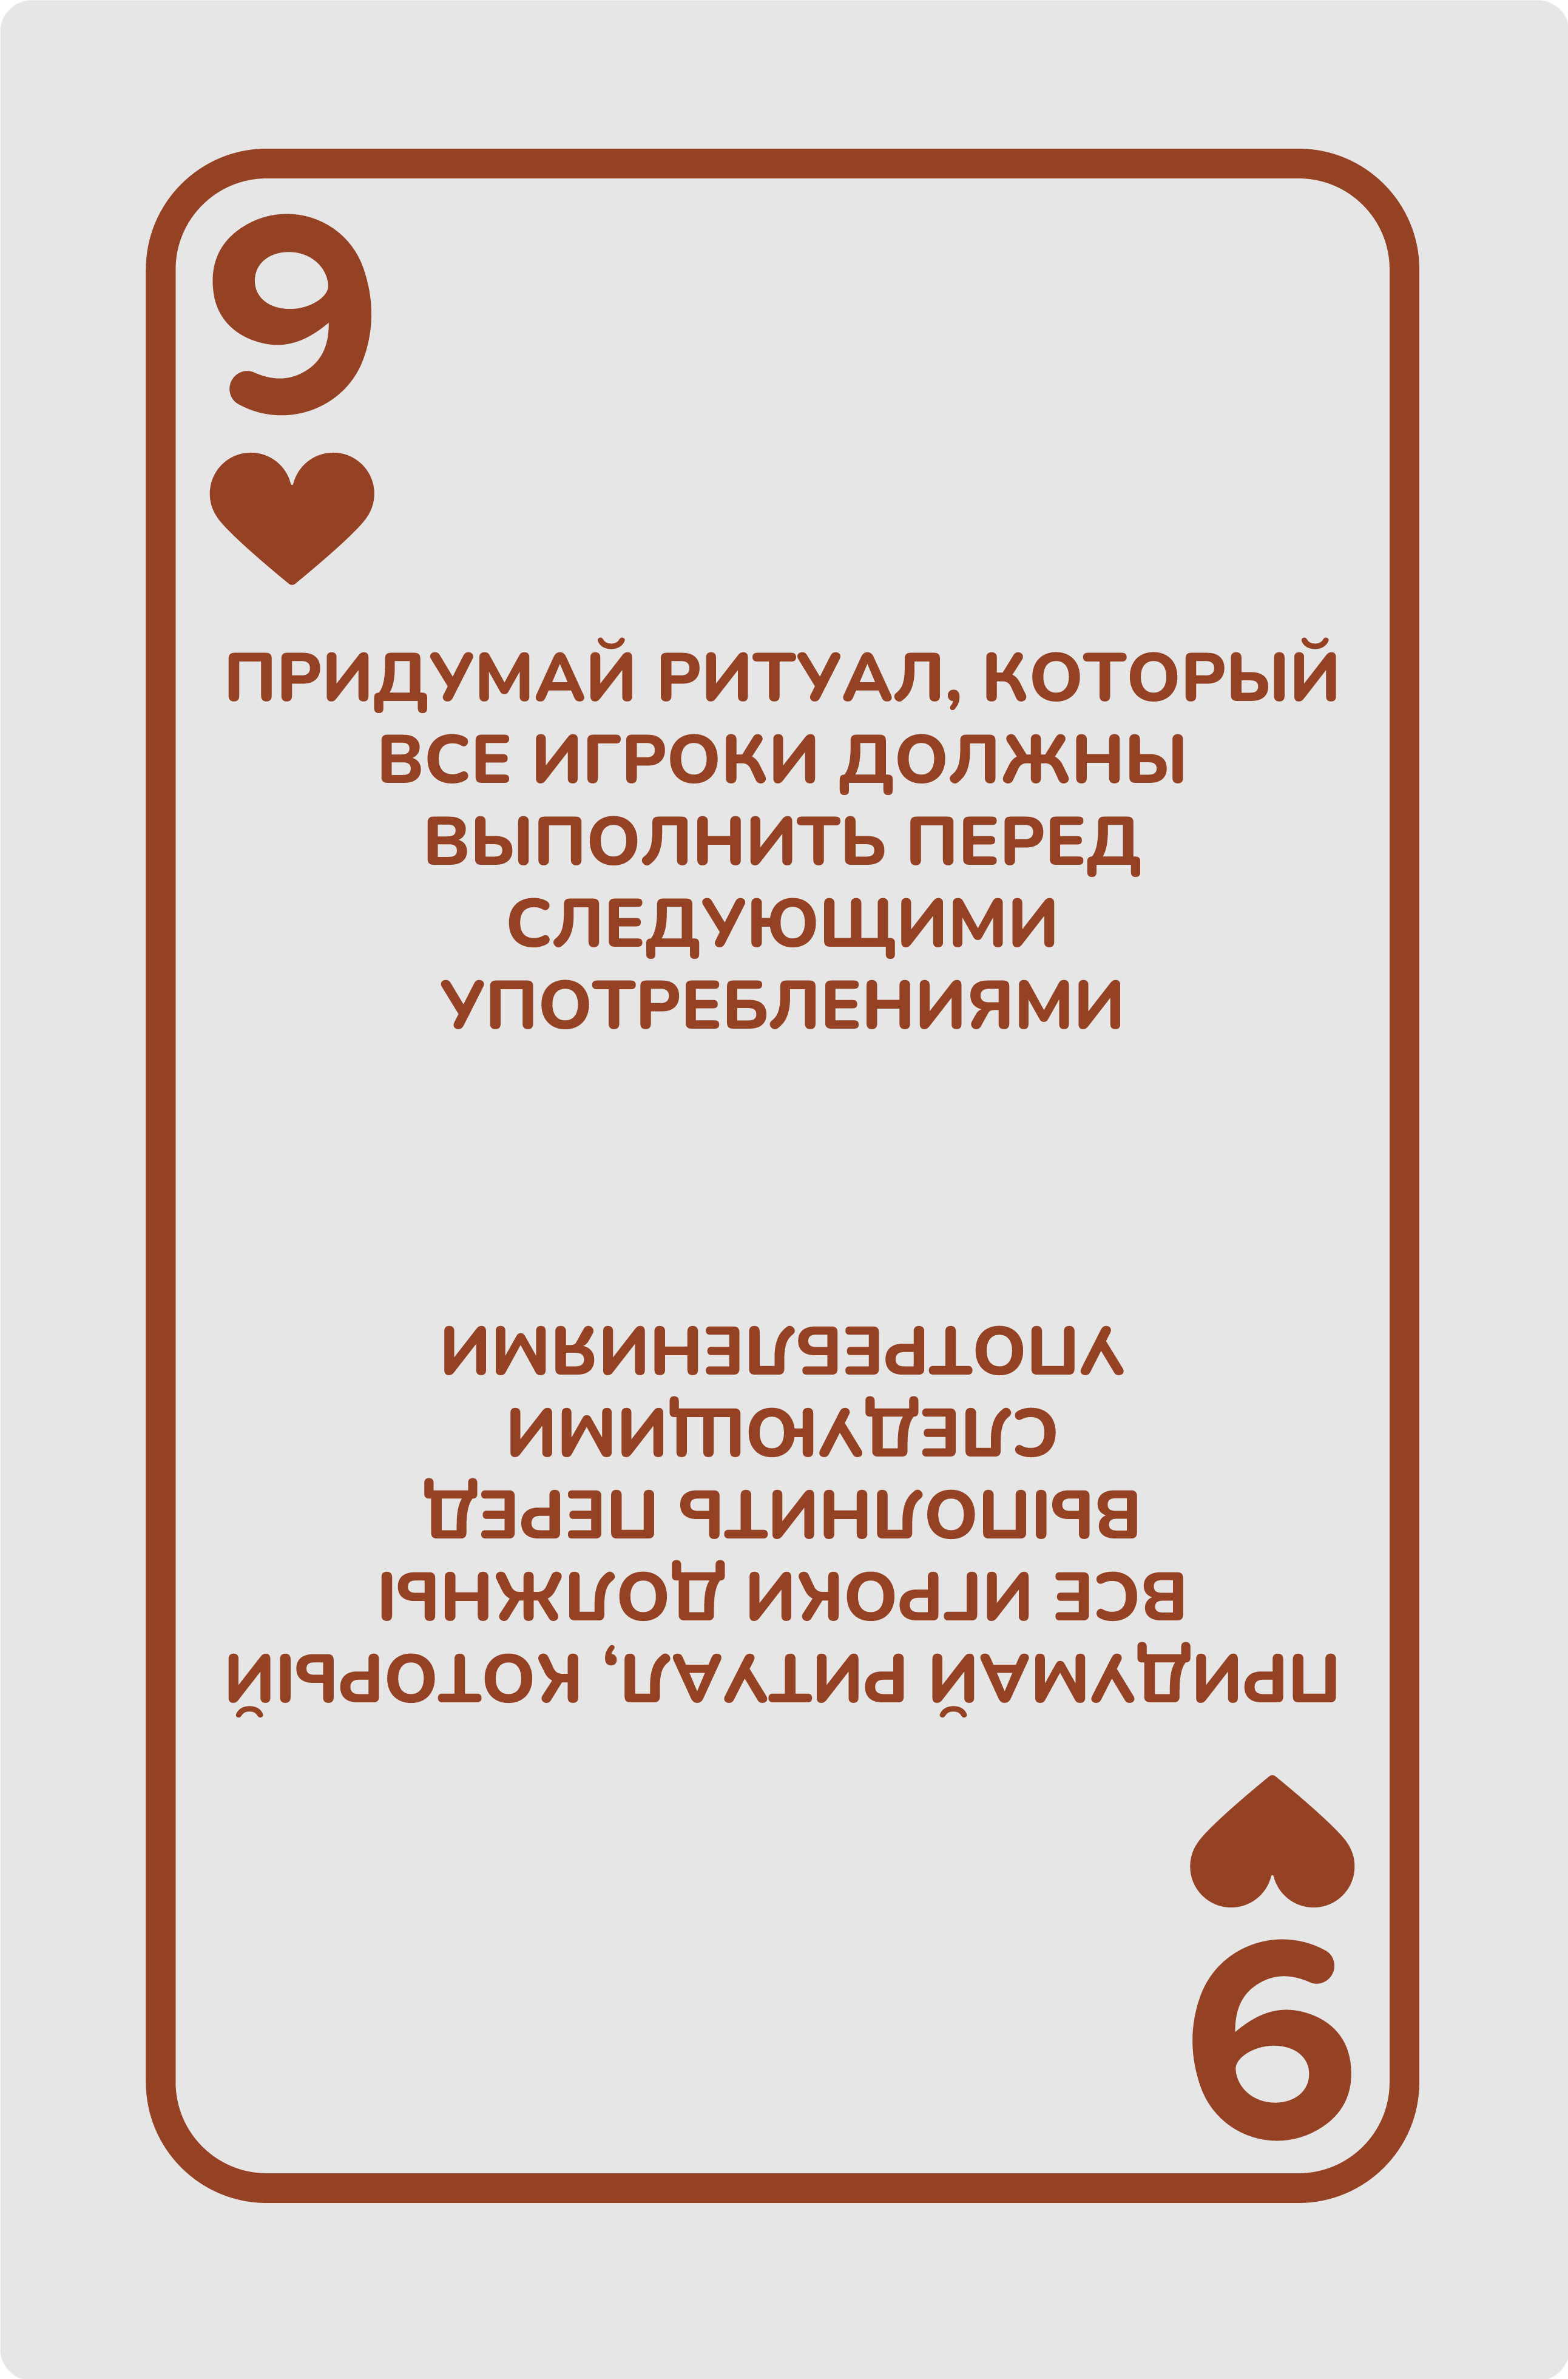 9
ПРИДУМАЙ РИТУАЛ, КОТОРЫЙ
ВСЕ ИГРОКИ ДОЛЖНЫ
ВЫПОЛНИТЬ ПЕРЕД
СЛЕДУЮЩИМИ
УПОТРЕБЛЕНИЯМИ
9
ПРИДУМАЙ РИТУАЛ, КОТОРЫЙ
ВСЕ ИГРОКИ ДОЛЖНЫ
ВЫПОЛНИТЬ ПЕРЕД
СЛЕДУЮЩИМИ
УПОТРЕБЛЕНИЯМИ